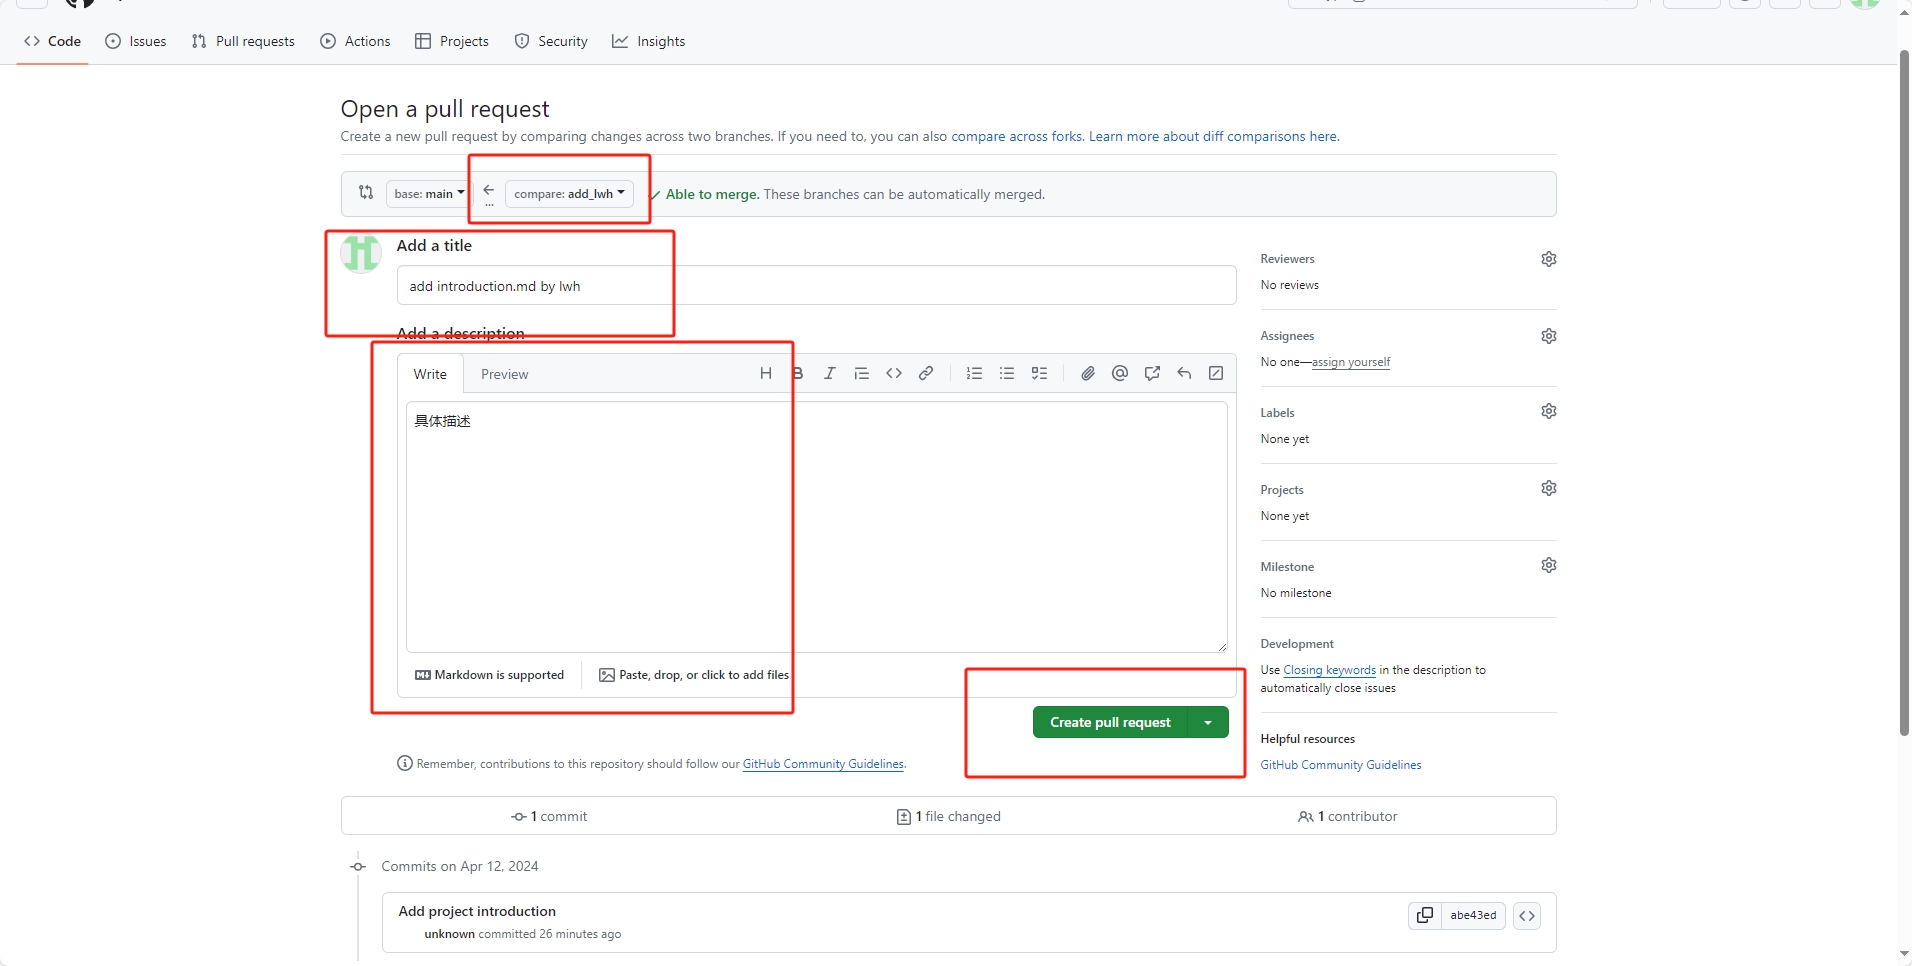 Code Issues Pull requests Actions Projects Security Insights
Open a pull request
Create a new pull request by comparing changes across two branches. If you need to, you can also compare across forks. Learn more about diff comparisons here.
base: main ← ... compare: add_lwh ✓ Able to merge. These branches can be automatically merged.
Add a title
add introduction.md by lwh
Add a description
Write Preview
具体描述
Markdown is supported Paste, drop, or click to add files
Create pull request
Remember, contributions to this repository should follow our GitHub Community Guidelines.
Reviewers
No reviews
Assignees
No one—assign yourself
Labels
None yet
Projects
None yet
Milestone
No milestone
Development
Use Closing keywords in the description to
automatically close issues
Helpful resources
GitHub Community Guidelines
1 commit 1 file changed 1 contributor
Commits on Apr 12, 2024
Add project introduction
abe43ed
unknown committed 26 minutes ago